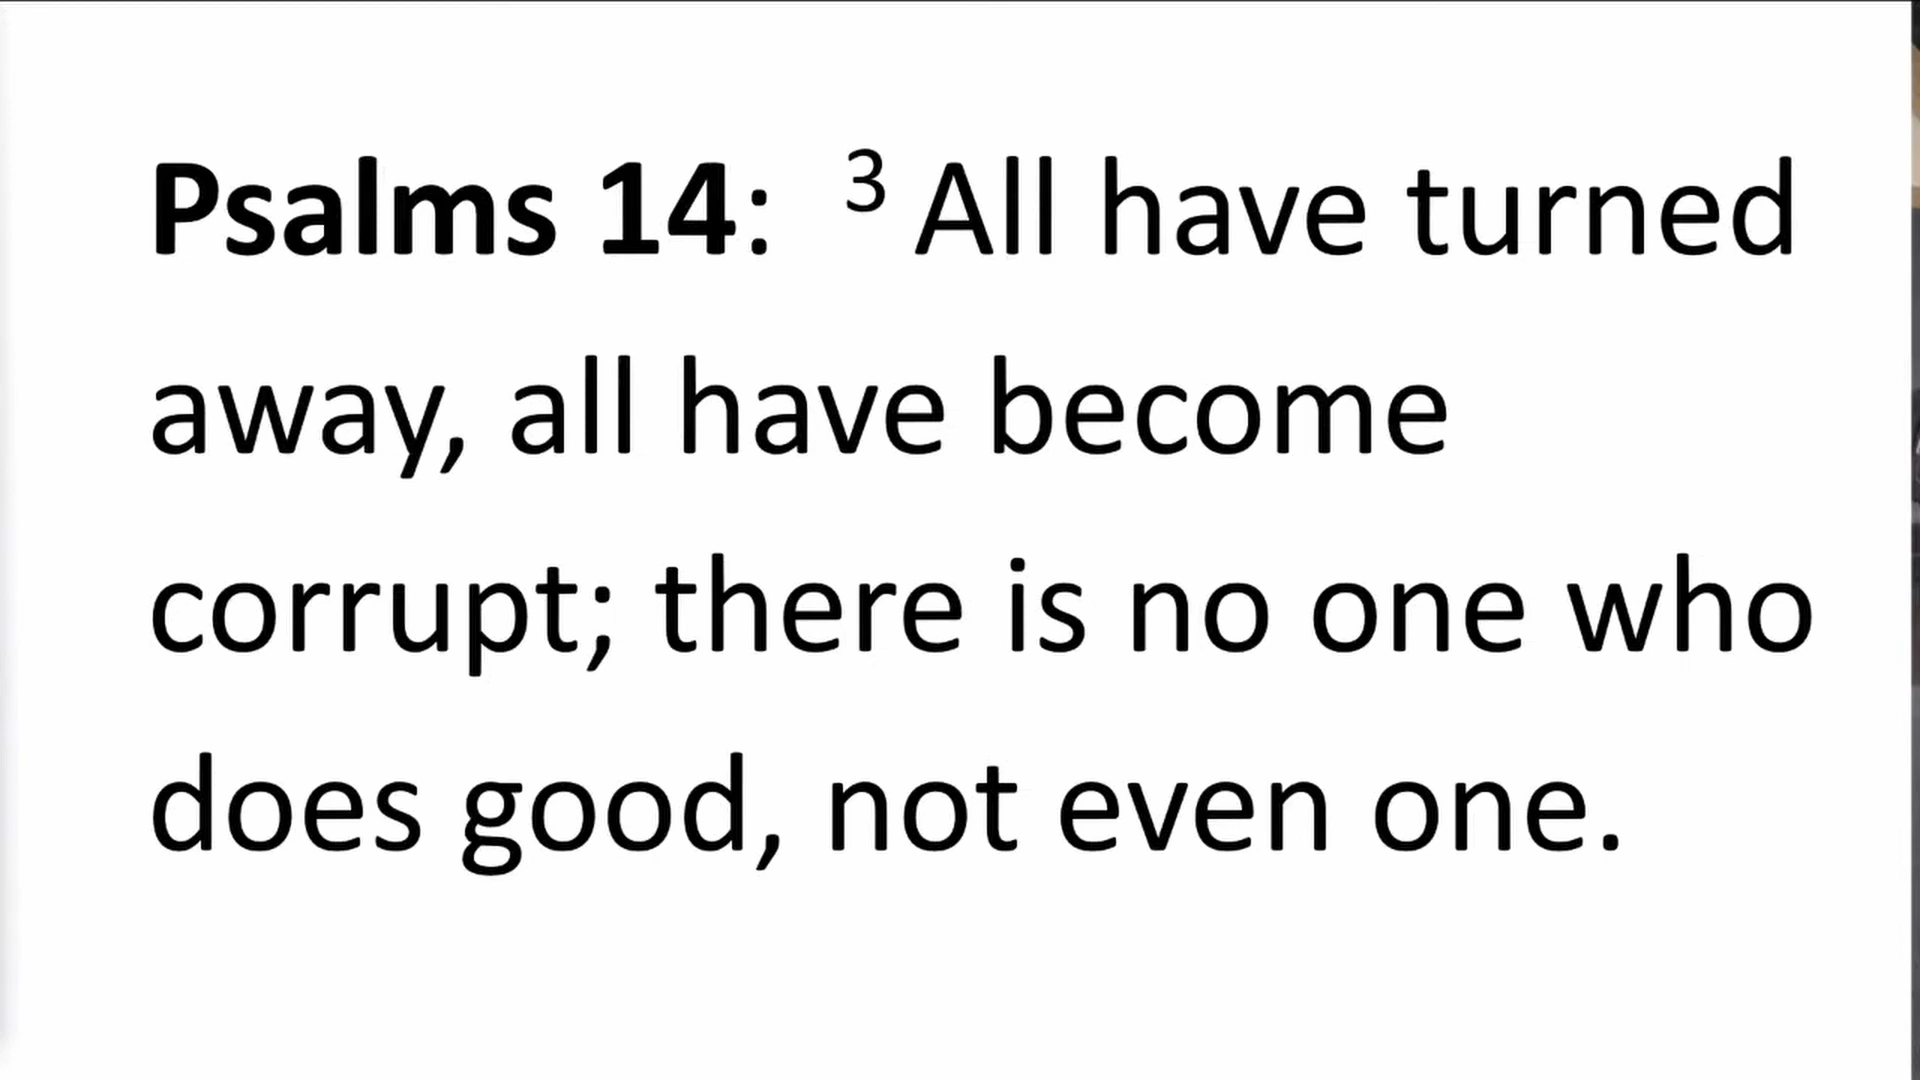 Psalms 14: ³ All have turned
away, all have become
corrupt; there is no one who
does good, not even one.